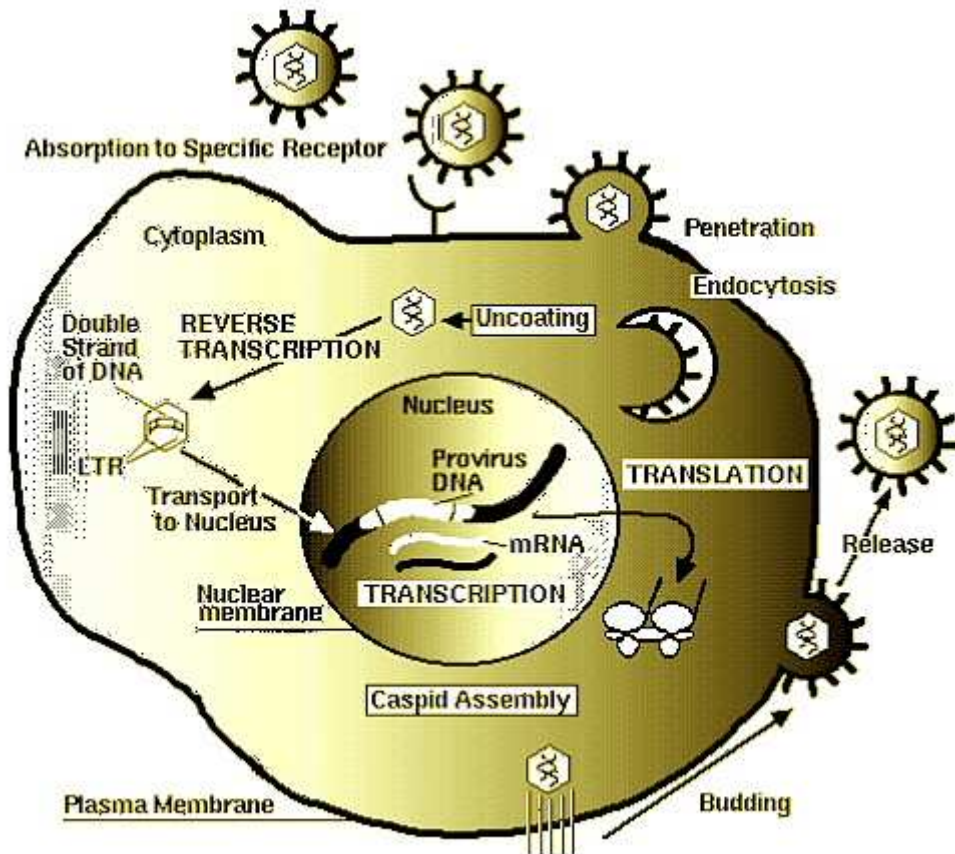 Absorption to Specific Receptor
Cytoplasm
Penetration
Endocytosis
Uncoating
REVERSE
TRANSCRIPTION
Double
Strand
of DNA
Nucleus
LTR
Provirus
DNA
TRANSLATION
Transport
to Nucleus
mRNA
Release
TRANSCRIPTION
Nuclear
membrane
Caspid Assembly
Plasma Membrane
Budding